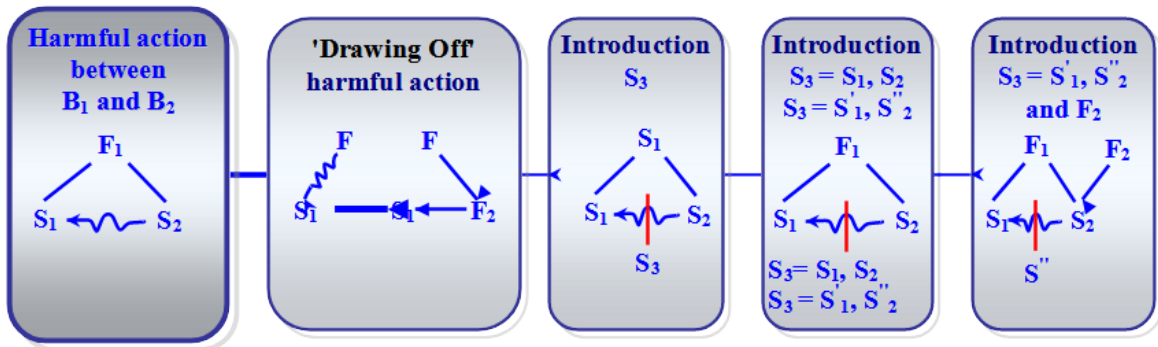 Harmful action
between
B₁ and B₂
F₁
S₁ S₂
'Drawing Off'
harmful action
F F
S₁ S₁ F₂
Introduction
S₃
S₁
S₁ S₂
S₃
Introduction
S₃ = S₁, S₂
S₃ = S'₁, S''₂
F₁
S₁ S₂
S₃= S₁, S₂
S₃ = S'₁, S''₂
Introduction
S₃ = S'₁, S''₂
and F₂
F₁ F₂
S₁ S₂
S''